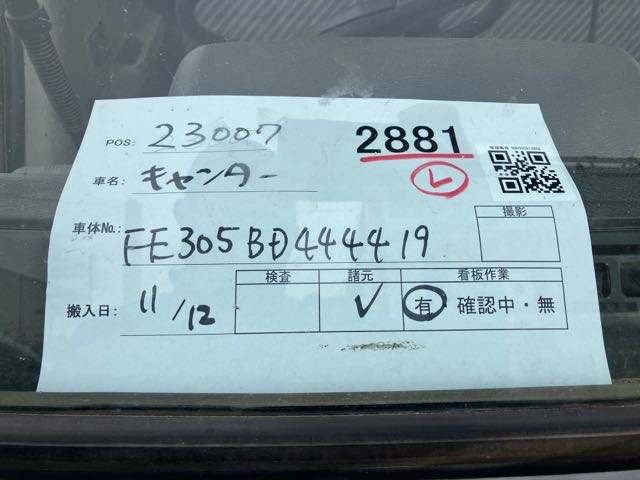 POS: 23007
2881
車名: キャンター
車体No.: FE305BD444419
撮影
検査 諸元 看板作業
搬入日: 11/12 ✓ 有 確認中・無